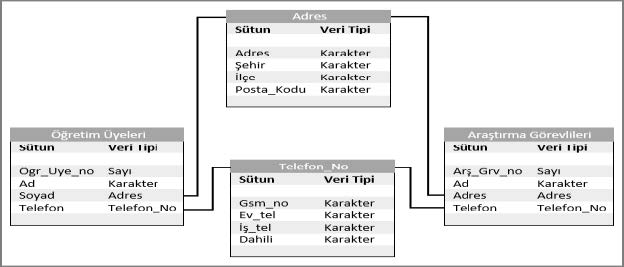 Adres
Sütun Veri Tipi
Adres Karakter
Şehir Karakter
İlçe Karakter
Posta_Kodu Karakter
Öğretim Üyeleri
Sütun Veri Tipi
Ogr_Uye_no Sayı
Ad Karakter
Soyad Adres
Telefon Telefon_No
Telefon_No
Sütun Veri Tipi
Gsm_no Karakter
Ev_tel Karakter
İş_tel Karakter
Dahili Karakter
Araştırma Görevlileri
Sütun Veri Tipi
Arş_Grv_no Sayı
Ad Karakter
Adres Adres
Telefon Telefon_No